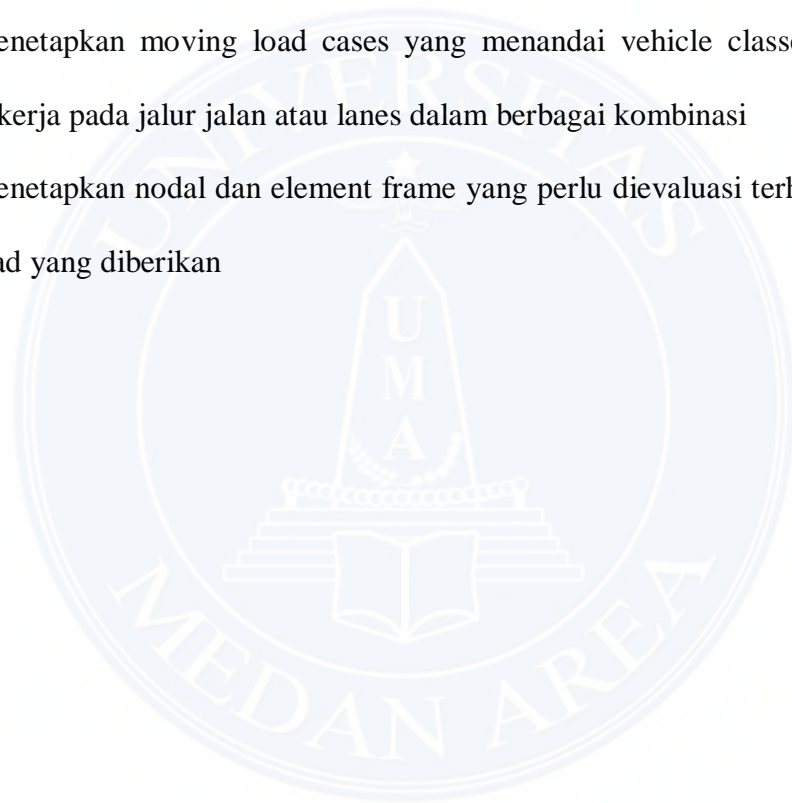 enetapkan moving load cases yang menandai vehicle classe
kerja pada jalur jalan atau lanes dalam berbagai kombinasi
enetapkan nodal dan element frame yang perlu dievaluasi terh
ad yang diberikan
UNIVERSITAS
U
M
A
MEDAN AREA